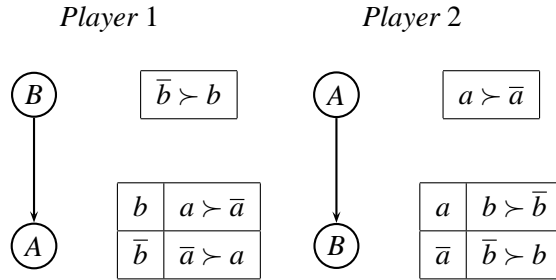 Player 1 Player 2
B b̅ ≻ b A a ≻ a̅
b a ≻ a̅ a b ≻ b̅
A b̅ a̅ ≻ a B a̅ b̅ ≻ b